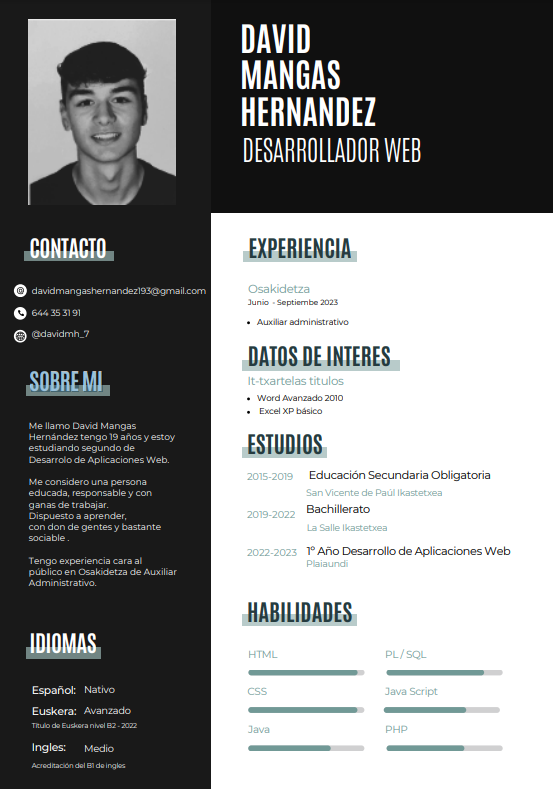 DAVID
MANGAS
HERNANDEZ
DESARROLLADOR WEB
CONTACTO
davidmangashernandez193@gmail.com
644 35 31 91
@davidmh_7
SOBRE MI
Me llamo David Mangas
Hernández tengo 19 años y estoy
estudiando segundo de
Desarrolo de Aplicaciones Web.
Me considero una persona
educada, responsable y con
ganas de trabajar.
Dispuesto a aprender,
con don de gentes y bastante
sociable .
Tengo experiencia cara al
público en Osakidetza de Auxiliar
Administrativo.
IDIOMAS
Español: Nativo
Euskera: Avanzado
Título de Euskera nivel B2 - 2022
Ingles: Medio
Acreditación del B1 de ingles
EXPERIENCIA
Osakidetza
Junio - Septiembe 2023
• Auxiliar administrativo
DATOS DE INTERES
It-txartelas titulos
• Word Avanzado 2010
• Excel XP básico
ESTUDIOS
2015-2019 Educación Secundaria Obligatoria
San Vicente de Paúl Ikastetxea
2019-2022 Bachillerato
La Salle Ikastetxea
2022-2023 1º Año Desarrollo de Aplicaciones Web
Plaiaundi
HABILIDADES
HTML PL / SQL
CSS Java Script
Java PHP